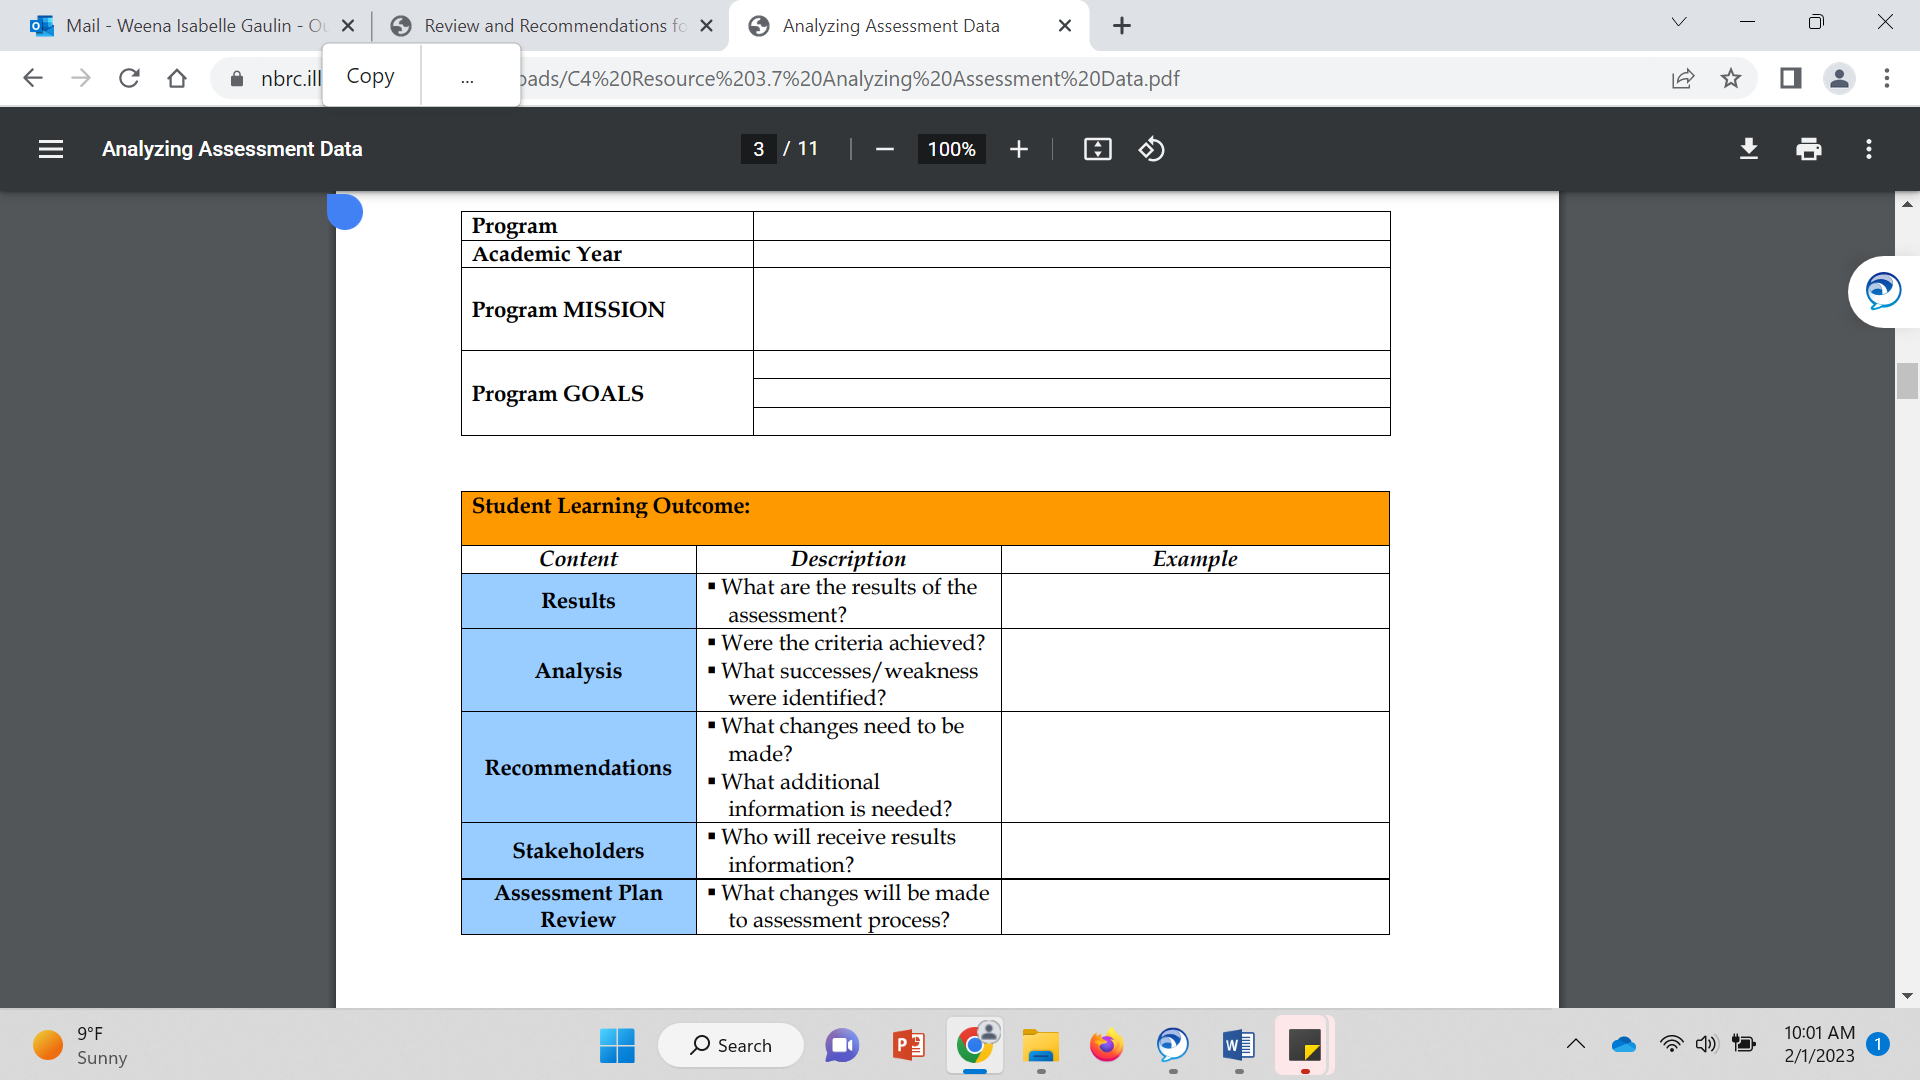 Mail - Weena Isabelle Gaulin - Ou
Review and Recommendations fo
Analyzing Assessment Data
Copy
...
nbrc.ill
oads/C4%20Resource%203.7%20Analyzing%20Assessment%20Data.pdf
Analyzing Assessment Data
3 / 11
100%
Program
Academic Year
Program MISSION
Program GOALS
Student Learning Outcome:
Content Description Example
Results
▪ What are the results of the
assessment?
Analysis
▪ Were the criteria achieved?
▪ What successes/weakness
were identified?
Recommendations
▪ What changes need to be
made?
▪ What additional
information is needed?
Stakeholders
▪ Who will receive results
information?
Assessment Plan
Review
▪ What changes will be made
to assessment process?
9°F
Sunny
Search
10:01 AM
2/1/2023
1